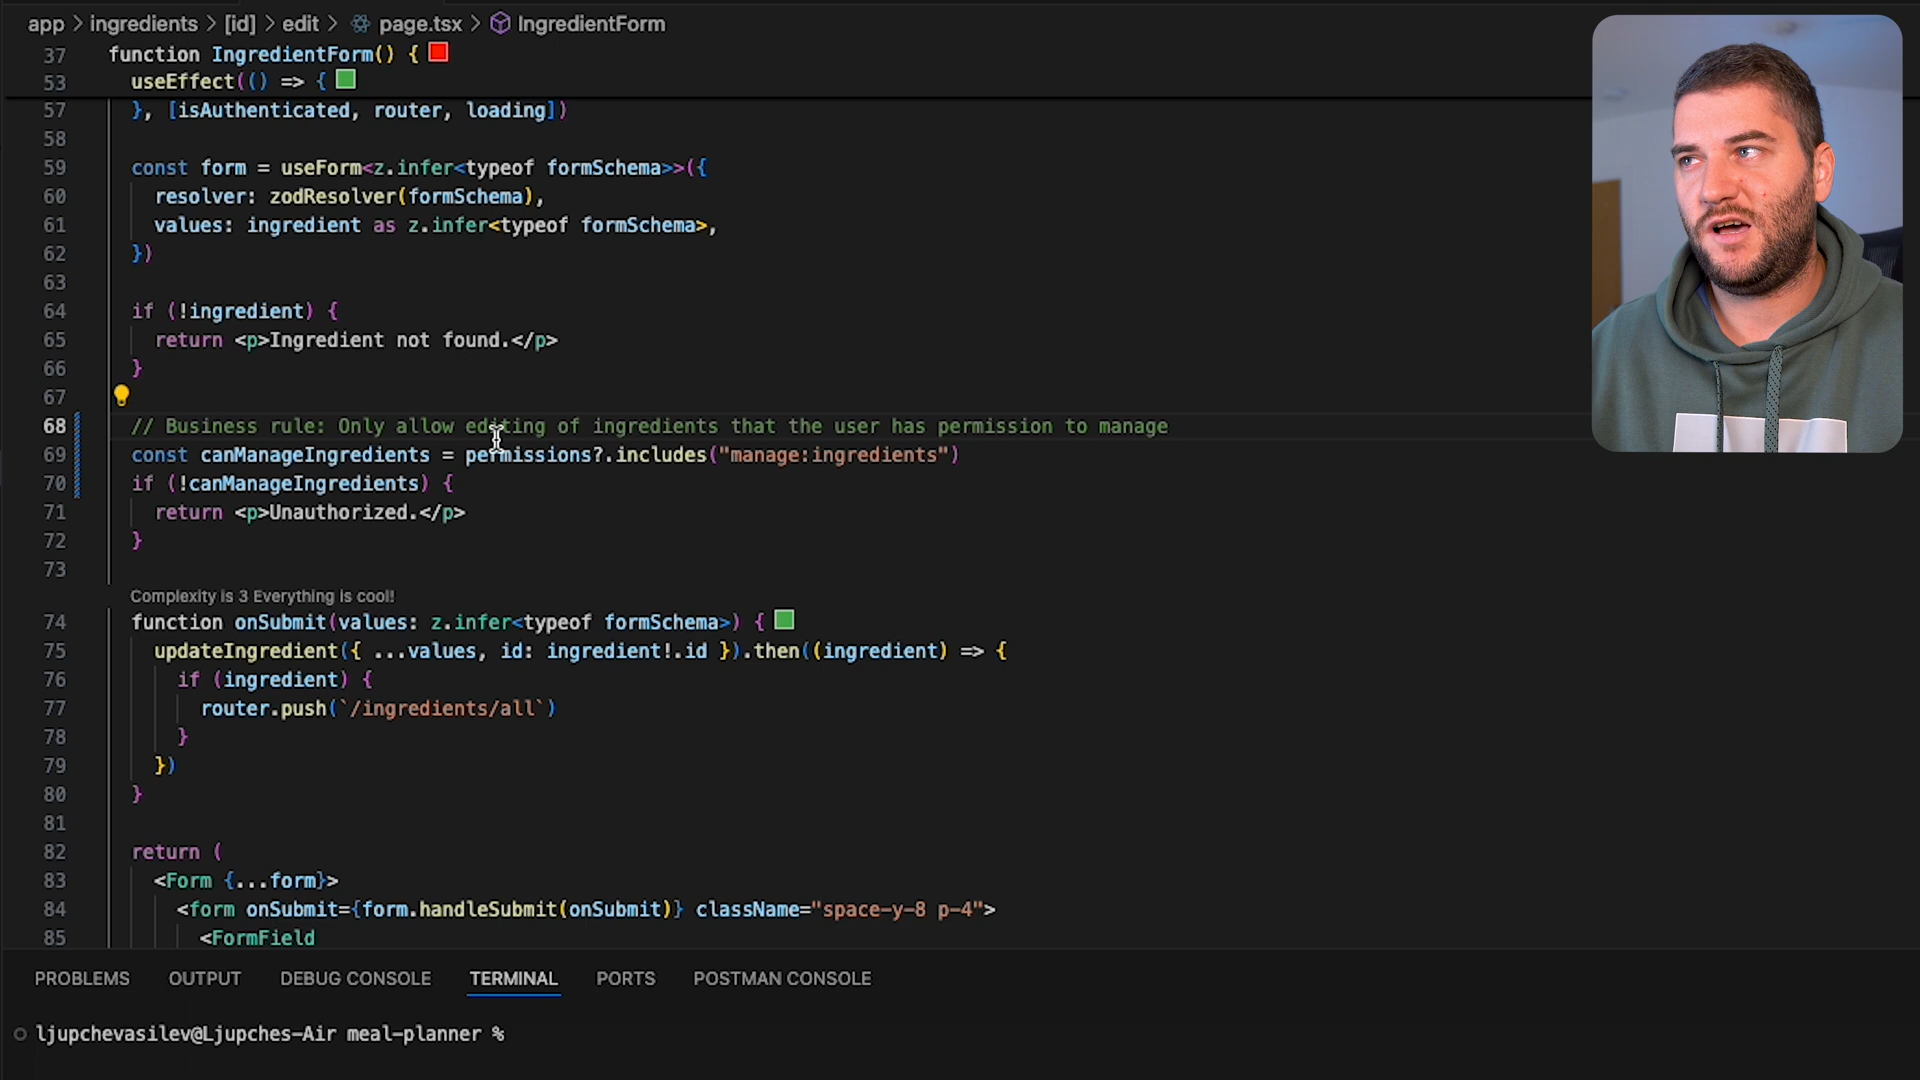 app > ingredients > [id] > edit > page.tsx > IngredientForm
37 function IngredientForm() {
53 useEffect(() => {
57 }, [isAuthenticated, router, loading])
58
59 const form = useForm<z.infer<typeof formSchema>>({
60 resolver: zodResolver(formSchema),
61 values: ingredient as z.infer<typeof formSchema>,
62 })
63
64 if (!ingredient) {
65 return <p>Ingredient not found.</p>
66 }
67
68 // Business rule: Only allow editing of ingredients that the user has permission to manage
69 const canManageIngredients = permissions?.includes("manage:ingredients")
70 if (!canManageIngredients) {
71 return <p>Unauthorized.</p>
72 }
73
Complexity is 3 Everything is cool!
74 function onSubmit(values: z.infer<typeof formSchema>) {
75 updateIngredient({ ...values, id: ingredient!.id }).then((ingredient) => {
76 if (ingredient) {
77 router.push(`/ingredients/all`)
78 }
79 })
80 }
81
82 return (
83 <Form {...form}>
84 <form onSubmit={form.handleSubmit(onSubmit)} className="space-y-8 p-4">
85 <FormField
PROBLEMS OUTPUT DEBUG CONSOLE TERMINAL PORTS POSTMAN CONSOLE
ljupchevasilev@Ljupches-Air meal-planner %